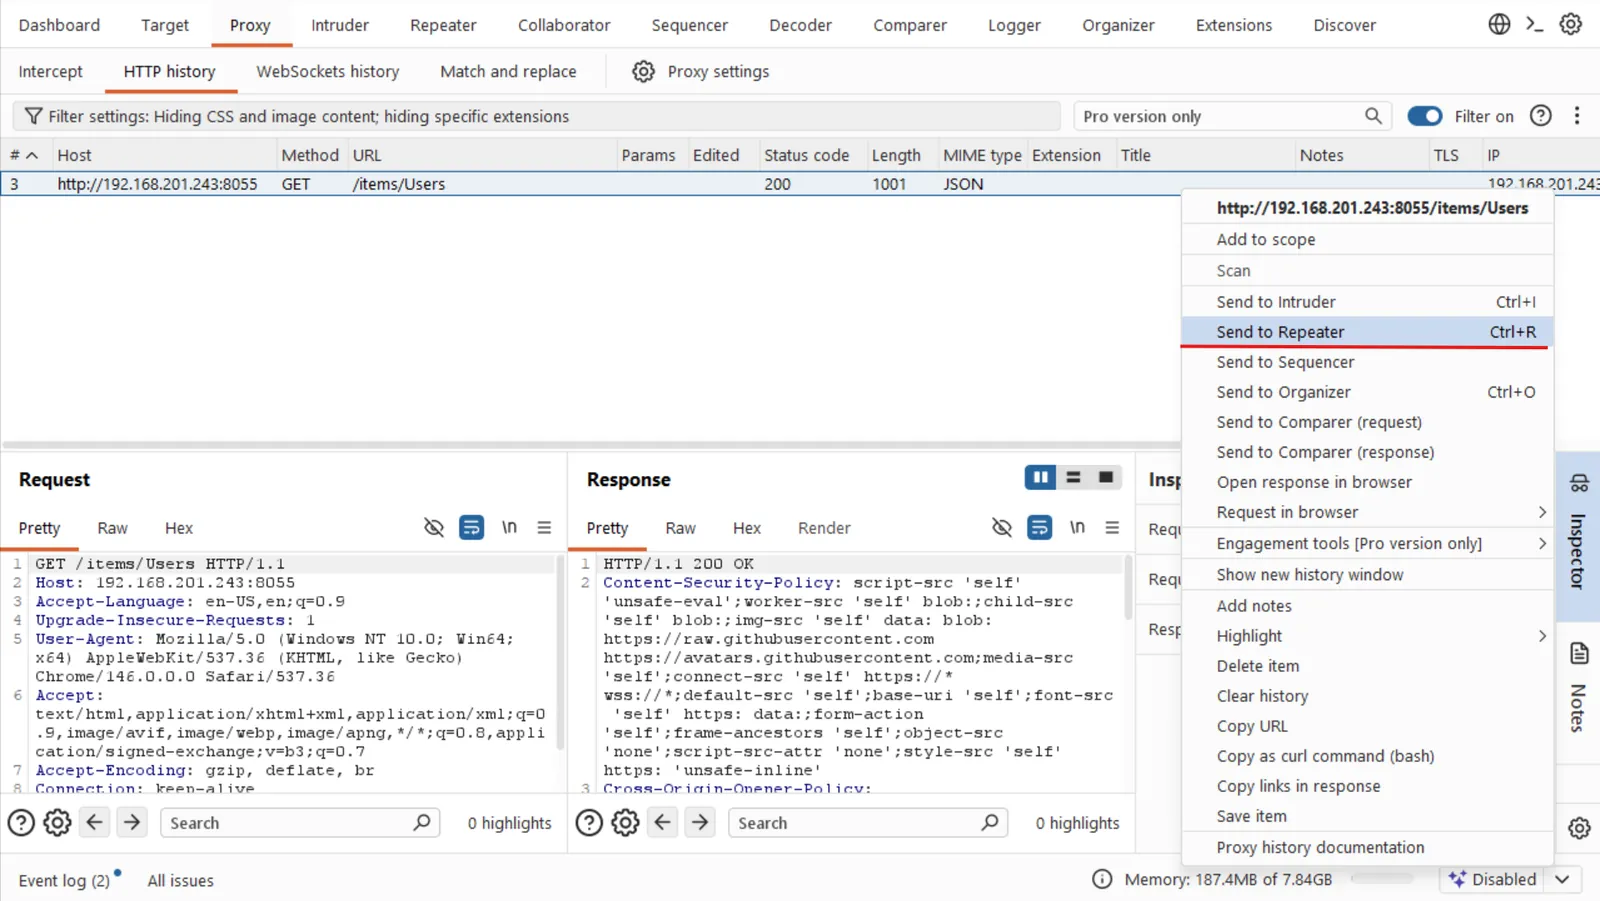 Dashboard Target Proxy Intruder Repeater Collaborator Sequencer Decoder Comparer Logger Organizer Extensions Discover
Intercept HTTP history WebSockets history Match and replace Proxy settings
Filter settings: Hiding CSS and image content; hiding specific extensions Pro version only Filter on
# Host Method URL Params Edited Status code Length MIME type Extension Title Notes TLS IP
3 http://192.168.201.243:8055 GET /items/Users 200 1001 JSON 192.168.201.243
http://192.168.201.243:8055/items/Users
Add to scope
Scan
Send to Intruder Ctrl+I
Send to Repeater Ctrl+R
Send to Sequencer
Send to Organizer Ctrl+O
Send to Comparer (request)
Send to Comparer (response)
Open response in browser
Request in browser
Engagement tools [Pro version only]
Show new history window
Add notes
Highlight
Delete item
Clear history
Copy URL
Copy as curl command (bash)
Copy links in response
Save item
Proxy history documentation
Request
Pretty Raw Hex \n
1 GET /items/Users HTTP/1.1
2 Host: 192.168.201.243:8055
3 Accept-Language: en-US,en;q=0.9
4 Upgrade-Insecure-Requests: 1
5 User-Agent: Mozilla/5.0 (Windows NT 10.0; Win64;
x64) AppleWebKit/537.36 (KHTML, like Gecko)
Chrome/146.0.0.0 Safari/537.36
6 Accept:
text/html,application/xhtml+xml,application/xml;q=0
.9,image/avif,image/webp,image/apng,*/*;q=0.8,appli
cation/signed-exchange;v=b3;q=0.7
7 Accept-Encoding: gzip, deflate, br
8 Connection: keep-alive
Search 0 highlights
Response
Pretty Raw Hex Render \n
1 HTTP/1.1 200 OK
2 Content-Security-Policy: script-src 'self'
'unsafe-eval';worker-src 'self' blob:;child-src
'self' blob:;img-src 'self' data: blob:
https://raw.githubusercontent.com
https://avatars.githubusercontent.com;media-src
'self';connect-src 'self' https://*
wss://*;default-src 'self';base-uri 'self';font-src
'self' https: data:;form-action
'self';frame-ancestors 'self';object-src
'none';script-src-attr 'none';style-src 'self'
https: 'unsafe-inline'
3 Cross-Origin-Opener-Policy:
Search 0 highlights
Insp
Requ
Requ
Resp
Inspector
Notes
Event log (2) All issues Memory: 187.4MB of 7.84GB Disabled